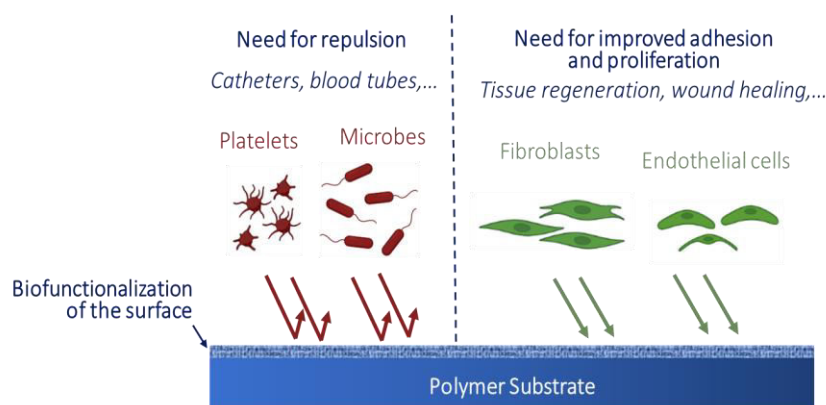 Need for repulsion
Catheters, blood tubes,...
Platelets
Microbes
Need for improved adhesion
and proliferation
Tissue regeneration, wound healing,...
Fibroblasts
Endothelial cells
Biofunctionalization
of the surface
Polymer Substrate